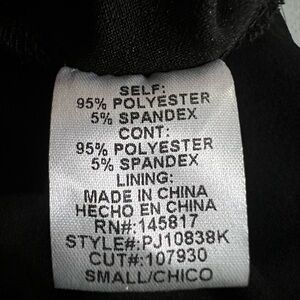 SELF:
95% POLYESTER
5% SPANDEX
CONT:
95% POLYESTER
5% SPANDEX
LINING:
MADE IN CHINA
HECHO EN CHINA
RN#:145817
STYLE#:PJ10838K
CUT#:107930
SMALL/CHICO